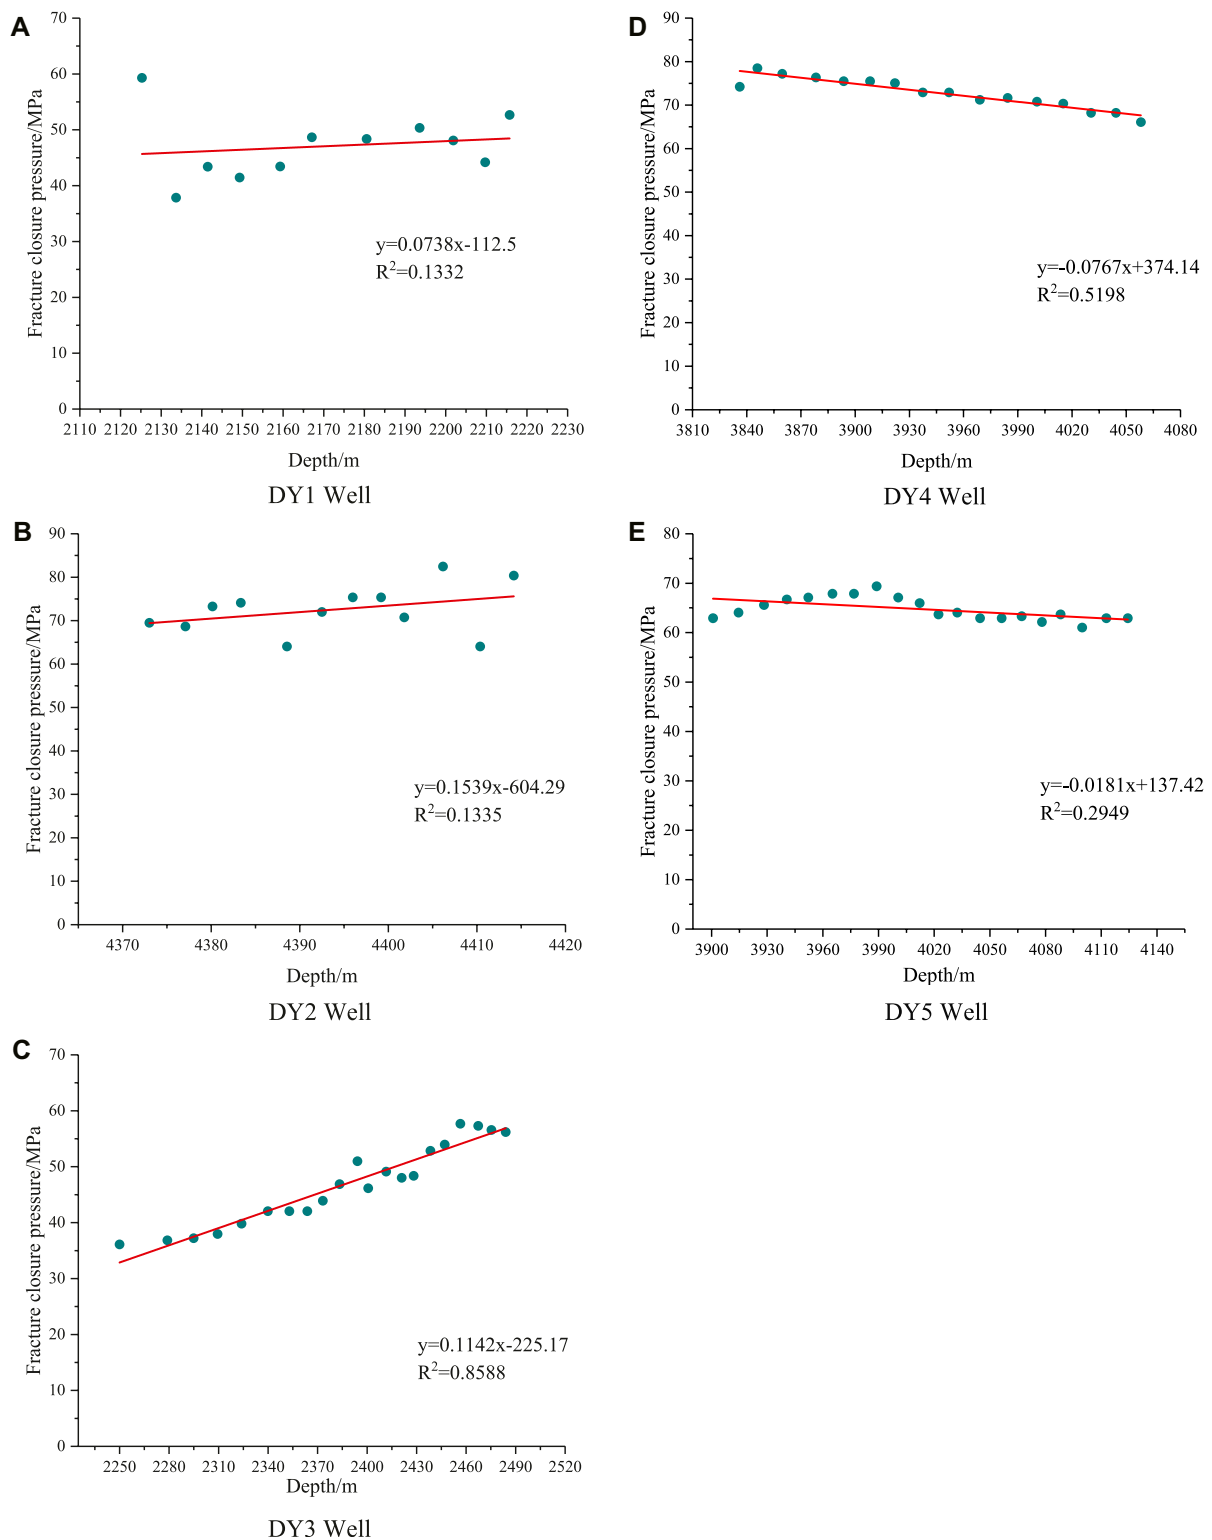 A
Fracture closure pressure/MPa
70
60
50
40
30
20
10
0
y=0.0738x-112.5
R²=0.1332
2110 2120 2130 2140 2150 2160 2170 2180 2190 2200 2210 2220 2230
Depth/m
DY1 Well
D
Fracture closure pressure/MPa
90
80
70
60
50
40
30
20
10
0
y=-0.0767x+374.14
R²=0.5198
3810 3840 3870 3900 3930 3960 3990 4020 4050 4080
Depth/m
DY4 Well
B
Fracture closure pressure/MPa
90
80
70
60
50
40
30
20
10
0
y=0.1539x-604.29
R²=0.1335
4370 4380 4390 4400 4410 4420
Depth/m
DY2 Well
E
Fracture closure pressure/MPa
80
70
60
50
40
30
20
10
0
y=-0.0181x+137.42
R²=0.2949
3900 3930 3960 3990 4020 4050 4080 4110 4140
Depth/m
DY5 Well
C
Fracture closure pressure/MPa
70
60
50
40
30
20
10
0
y=0.1142x-225.17
R²=0.8588
2250 2280 2310 2340 2370 2400 2430 2460 2490 2520
Depth/m
DY3 Well